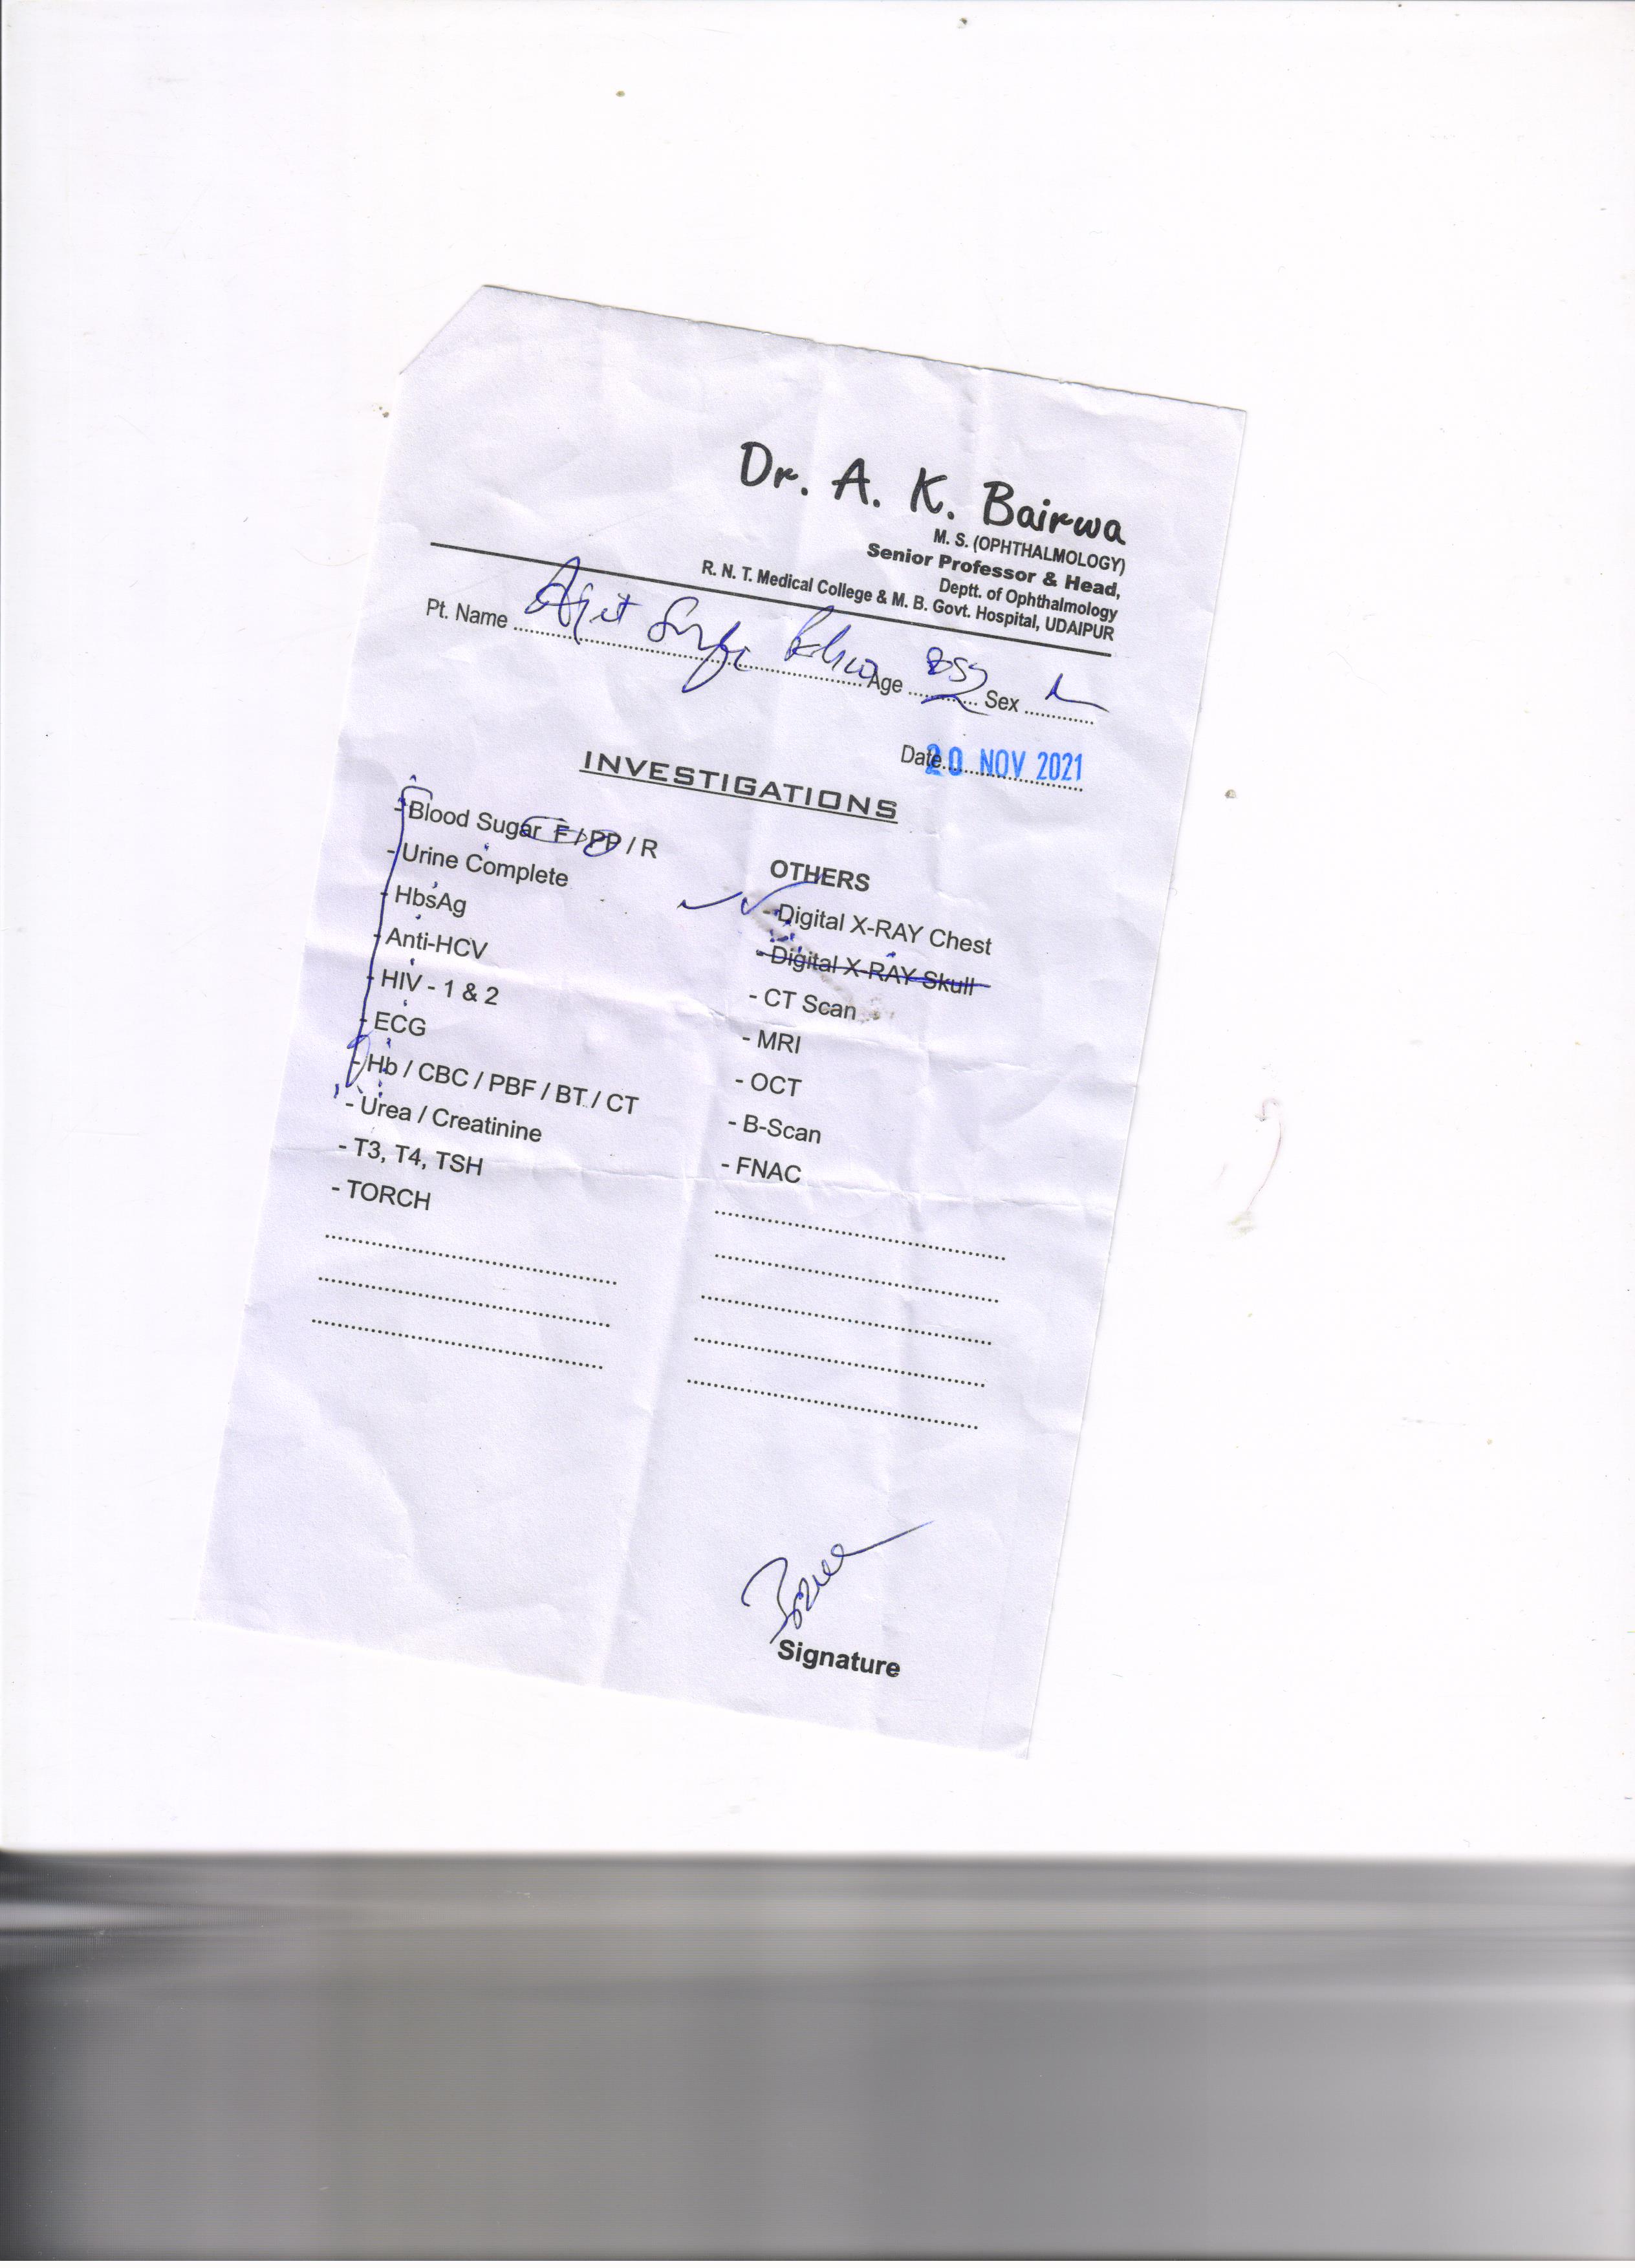 Dr. A. K. Bairwa
M. S. (OPHTHALMOLOGY)
Senior Professor & Head,
Deptt. of Ophthalmology
R. N. T. Medical College & M. B. Govt. Hospital, UDAIPUR
Pt. Name Ajit Age Sex
Date 20 NOV 2021
INVESTIGATIONS
- Blood Sugar F / PP / R
- Urine Complete
- HbsAg
- Anti-HCV
- HIV - 1 & 2
- ECG
- Hb / CBC / PBF / BT / CT
- Urea / Creatinine
- T3, T4, TSH
- TORCH
OTHERS
- Digital X-RAY Chest
- Digital X-RAY Skull
- CT Scan
- MRI
- OCT
- B-Scan
- FNAC
Signature